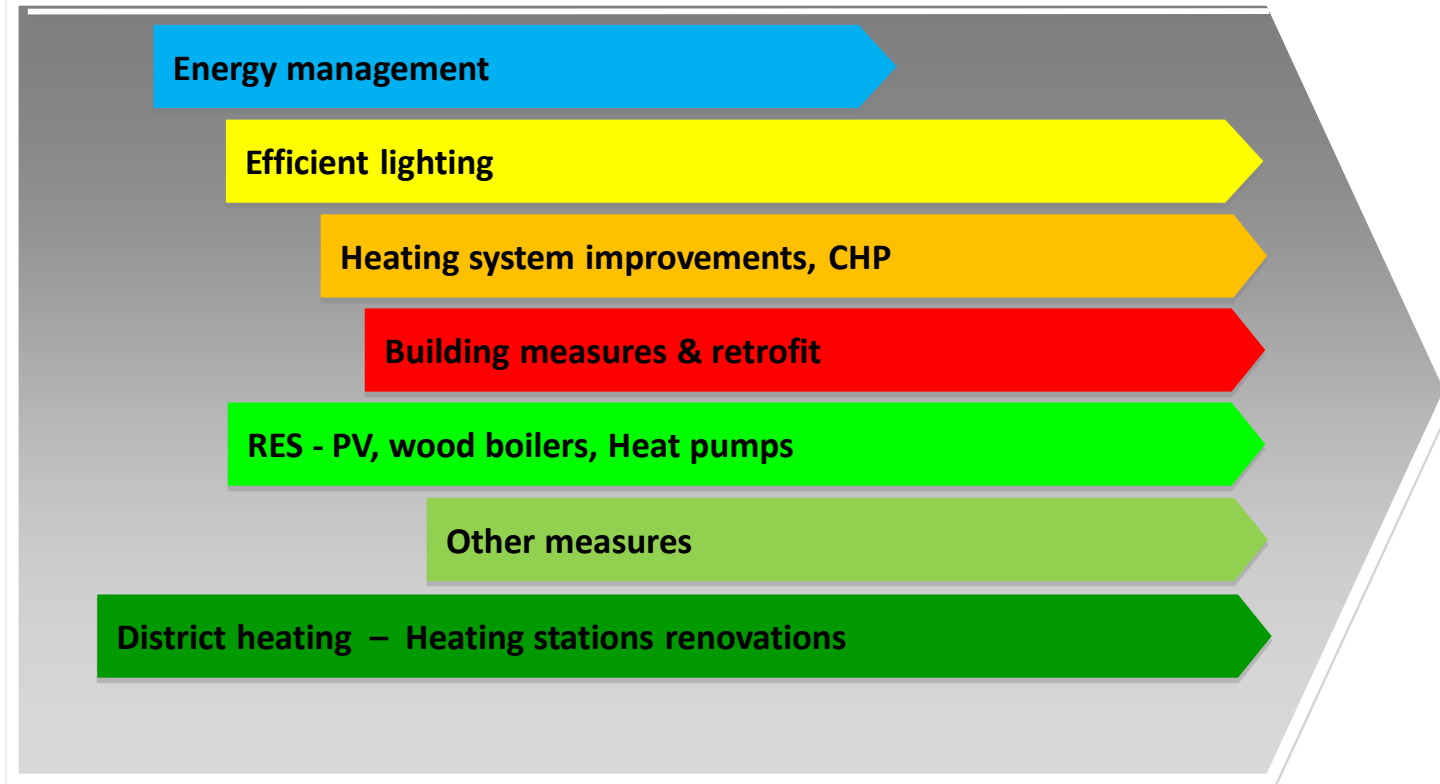 Energy management
Efficient lighting
Heating system improvements, CHP
Building measures & retrofit
RES - PV, wood boilers, Heat pumps
Other measures
District heating – Heating stations renovations